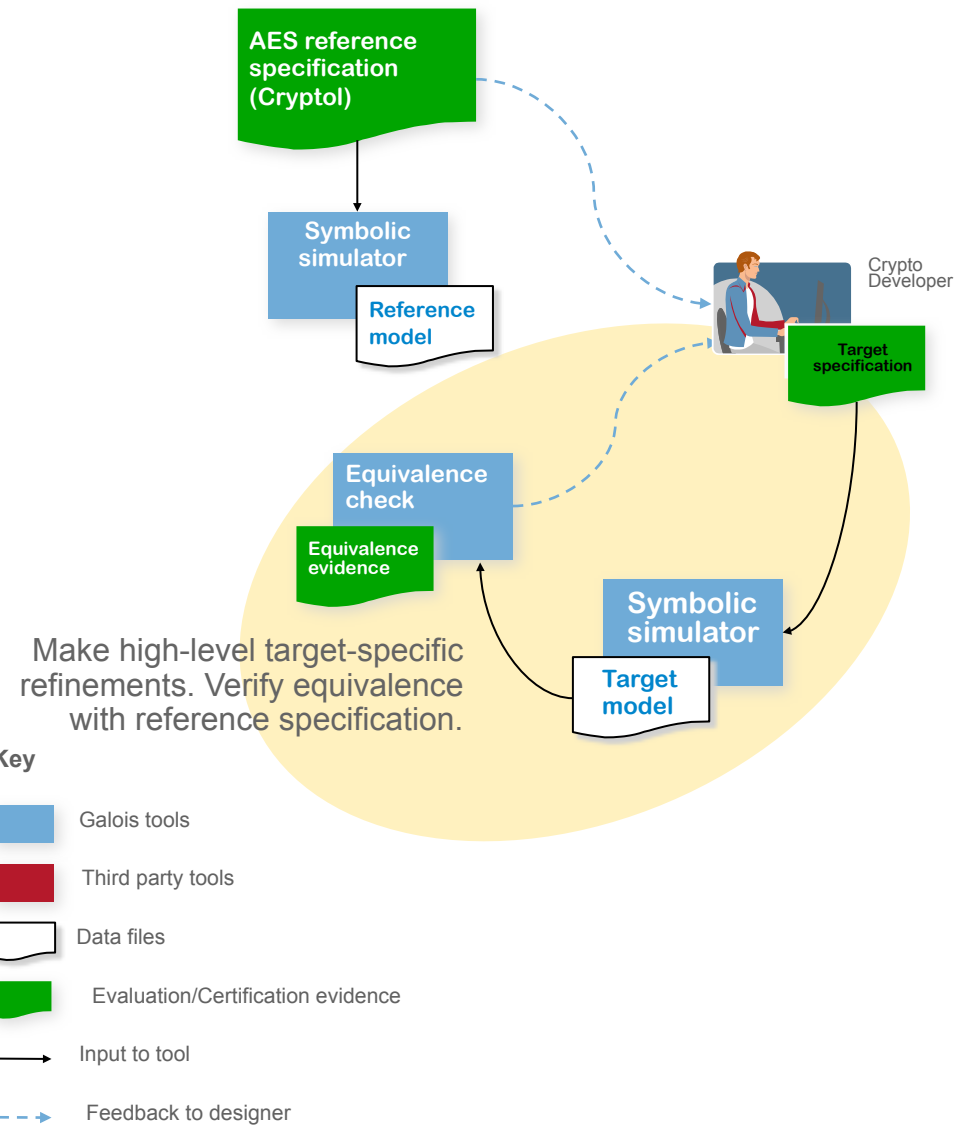 AES reference
specification
(Cryptol)
Symbolic
simulator
Reference
model
Crypto
Developer
Target
specification
Equivalence
check
Equivalence
evidence
Symbolic
simulator
Target
model
Make high-level target-specific
refinements. Verify equivalence
with reference specification.
Key
Galois tools
Third party tools
Data files
Evaluation/Certification evidence
Input to tool
Feedback to designer